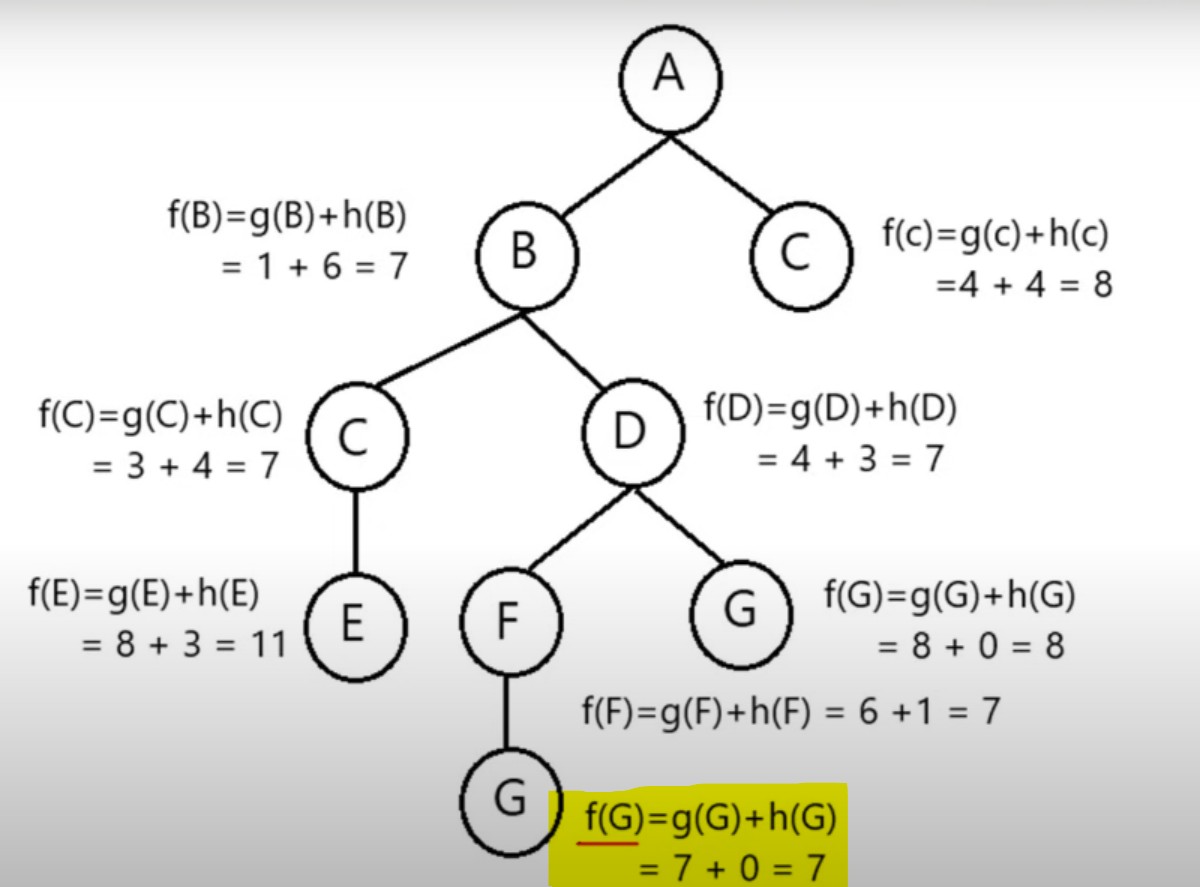 A
f(B)=g(B)+h(B)
= 1 + 6 = 7
B
C
f(c)=g(c)+h(c)
=4 + 4 = 8
f(C)=g(C)+h(C)
= 3 + 4 = 7
C
D
f(D)=g(D)+h(D)
= 4 + 3 = 7
f(E)=g(E)+h(E)
= 8 + 3 = 11
E
F
G
f(G)=g(G)+h(G)
= 8 + 0 = 8
f(F)=g(F)+h(F) = 6 +1 = 7
G
f(G)=g(G)+h(G)
= 7 + 0 = 7